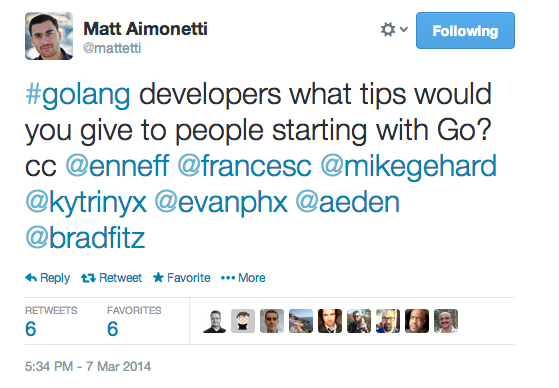 Matt Aimonetti
@mattetti
Following
#golang developers what tips would
you give to people starting with Go?
cc @enneff @francesc @mikegehard
@kytrinyx @evanphx @aeden
@bradfitz
Reply Retweet Favorite More
RETWEETS FAVORITES
6 6
5:34 PM - 7 Mar 2014